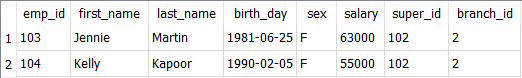 emp_id first_name last_name birth_day sex salary super_id branch_id
1 103 Jennie Martin 1981-06-25 F 63000 102 2
2 104 Kelly Kapoor 1990-02-05 F 55000 102 2